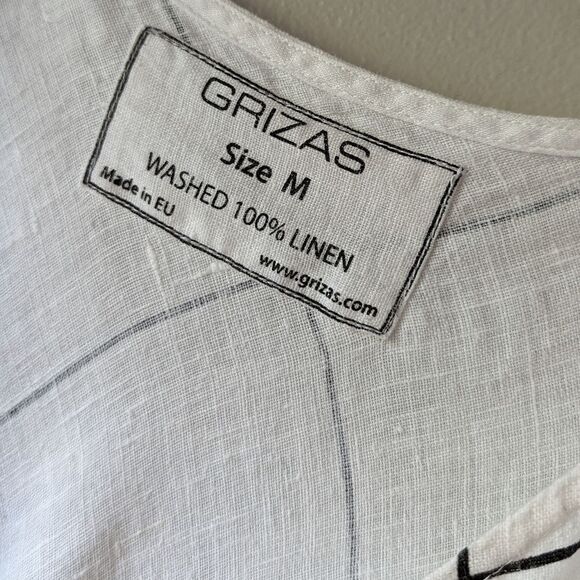 GRIZAS
Size M
WASHED 100% LINEN
Made in EU
www.grizas.com